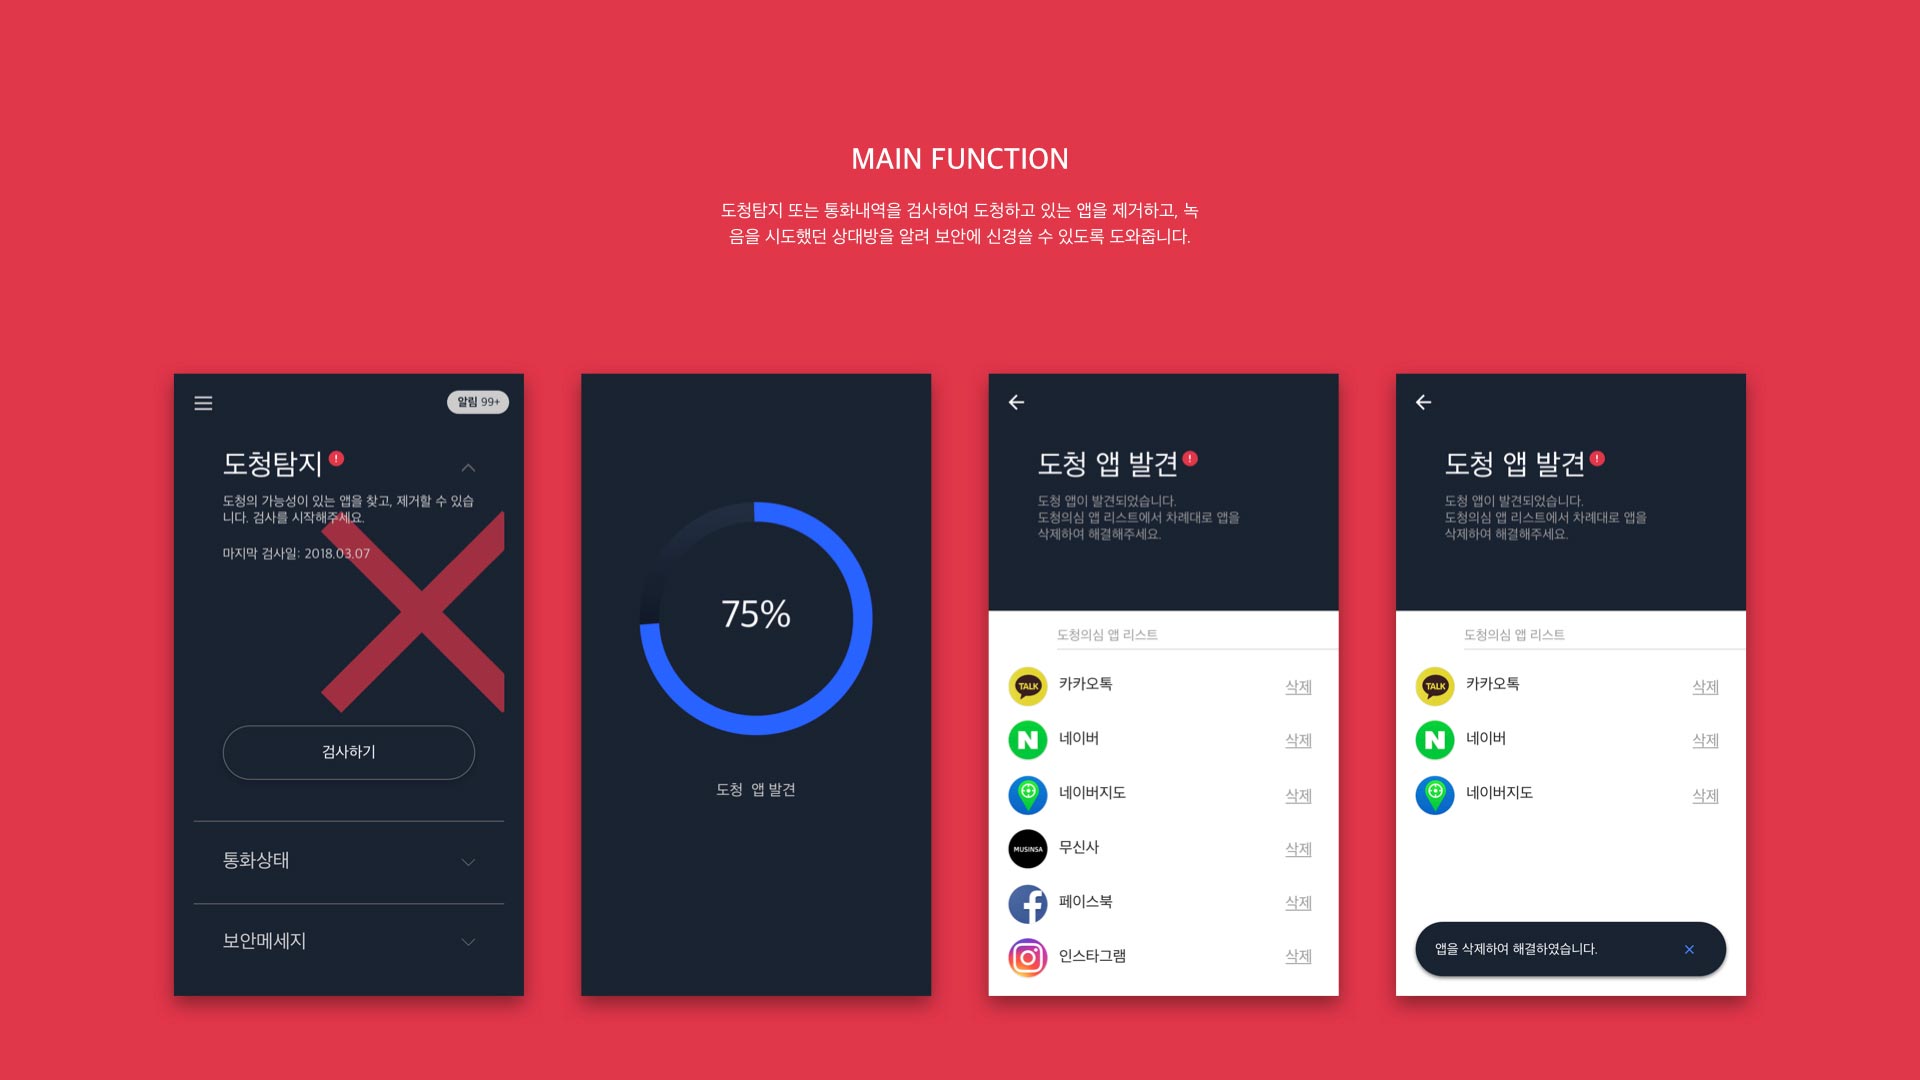 MAIN FUNCTION
도청탐지 또는 통화내역을 검사하여 도청하고 있는 앱을 제거하고, 녹
음을 시도했던 상대방을 알려 보안에 신경쓸 수 있도록 도와줍니다.
알림 99+
도청탐지 !
도청의 가능성이 있는 앱을 찾고, 제거할 수 있습
니다. 검사를 시작해주세요.
마지막 검사일: 2018.03.07
검사하기
통화상태
보안메세지
75%
도청 앱 발견
도청 앱 발견 !
도청 앱이 발견되었습니다.
도청의심 앱 리스트에서 차례대로 앱을
삭제하여 해결해주세요.
도청의심 앱 리스트
TALK 카카오톡 삭제
N 네이버 삭제
네이버지도 삭제
MUSINSA 무신사 삭제
f 페이스북 삭제
인스타그램 삭제
도청 앱 발견 !
도청 앱이 발견되었습니다.
도청의심 앱 리스트에서 차례대로 앱을
삭제하여 해결해주세요.
도청의심 앱 리스트
TALK 카카오톡 삭제
N 네이버 삭제
네이버지도 삭제
앱을 삭제하여 해결하였습니다.